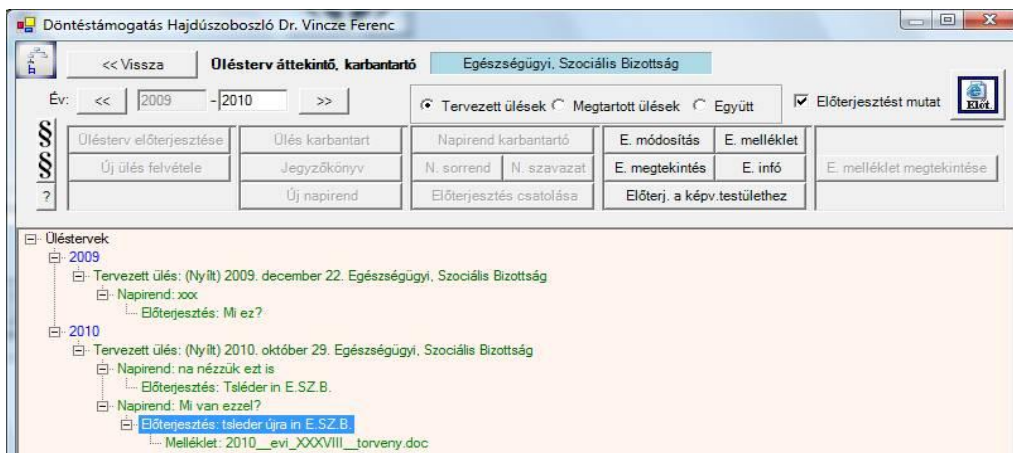 Döntéstámogatás Hajdúszoboszló Dr. Vincze Ferenc
<< Vissza Ülésterv áttekintő, karbantartó Egészségügyi, Szociális Bizottság
Év: << 2009 - 2010 >> Tervezett ülések Megtartott ülések Együtt Előterjesztést mutat Előt.
§ Ülésterv előterjesztése Ülés karbantart Napirend karbantartó E. módosítás E. melléklet
§ Új ülés felvétele Jegyzőkönyv N. sorrend N. szavazat E. megtekintés E. infó E. melléklet megtekintése
? Új napirend Előterjesztés csatolása Előterj. a képv.testülethez
Üléstervek
2009
Tervezett ülés: (Nyílt) 2009. december 22. Egészségügyi, Szociális Bizottság
Napirend: xxx
Előterjesztés: Mi ez?
2010
Tervezett ülés: (Nyílt) 2010. október 29. Egészségügyi, Szociális Bizottság
Napirend: na nézzük ezt is
Előterjesztés: Tsléder in E.SZ.B.
Napirend: Mi van ezzel?
Előterjesztés: tsleder újra in E.SZ.B.
Melléklet: 2010__evi_XXXVIII__torveny.doc